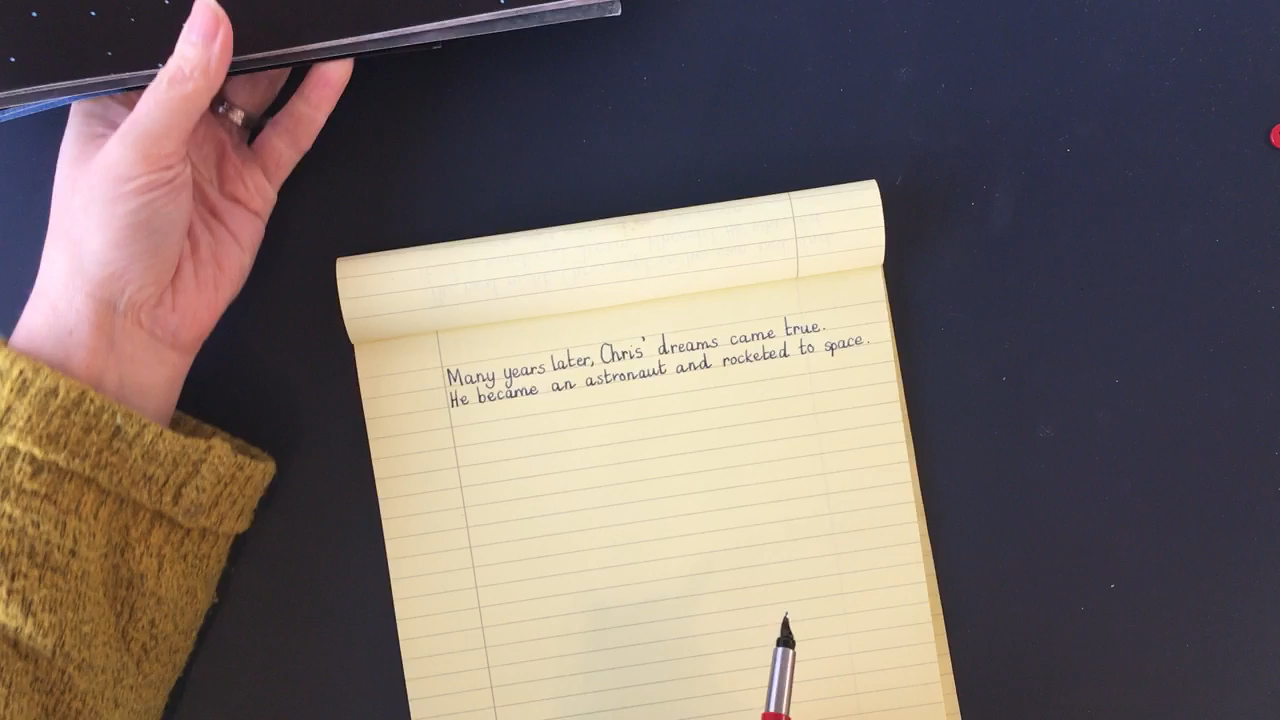 Many years later, Chris' dreams came true.
He became an astronaut and rocketed to space.